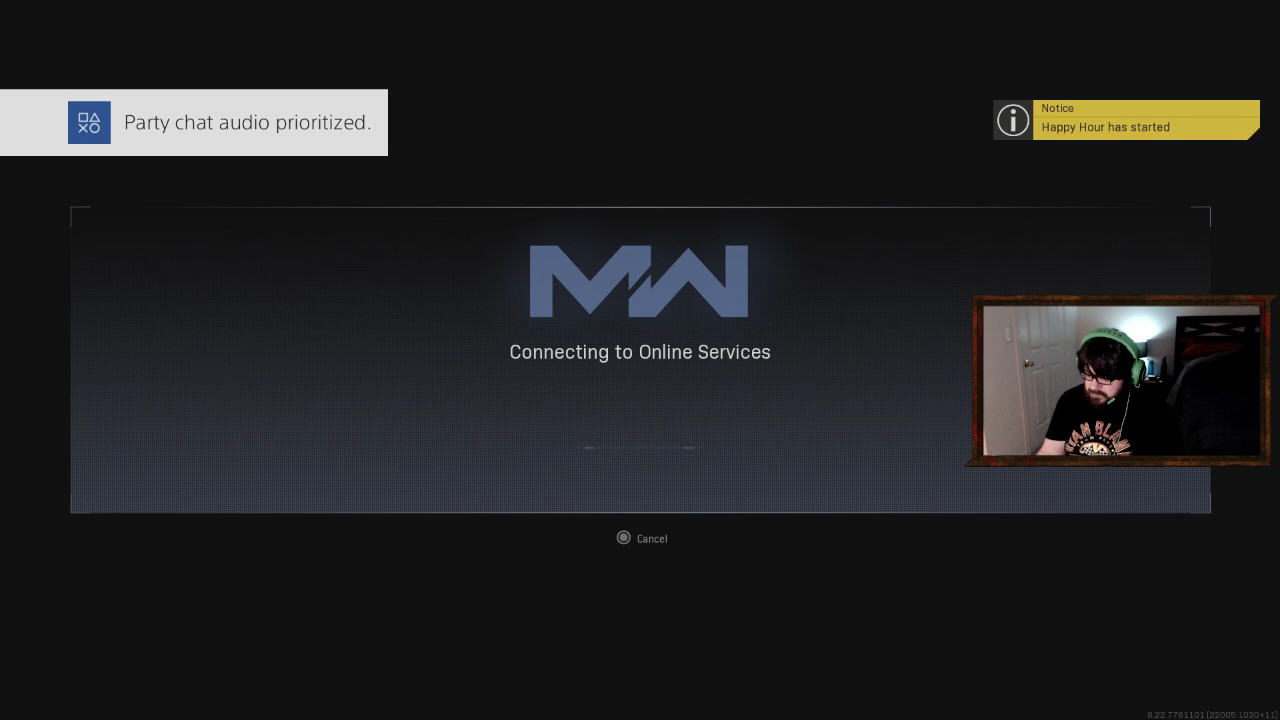 Party chat audio prioritized.
Notice
Happy Hour has started
MW
Connecting to Online Services
Cancel